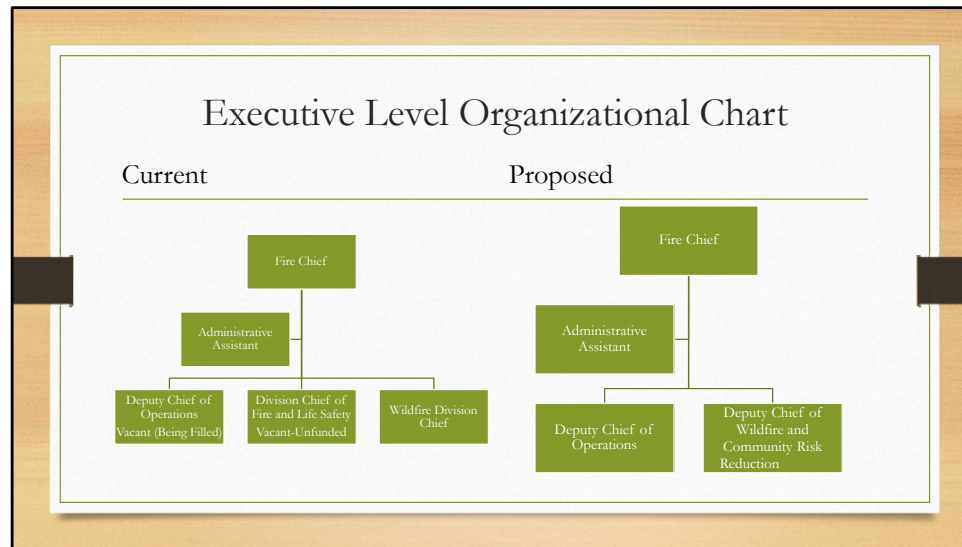 Executive Level Organizational Chart
Current
Proposed
Fire Chief
Administrative
Assistant
Deputy Chief of
Operations
Vacant (Being Filled)
Division Chief of
Fire and Life Safety
Vacant-Unfunded
Wildfire Division
Chief
Fire Chief
Administrative
Assistant
Deputy Chief of
Operations
Deputy Chief of
Wildfire and
Community Risk
Reduction